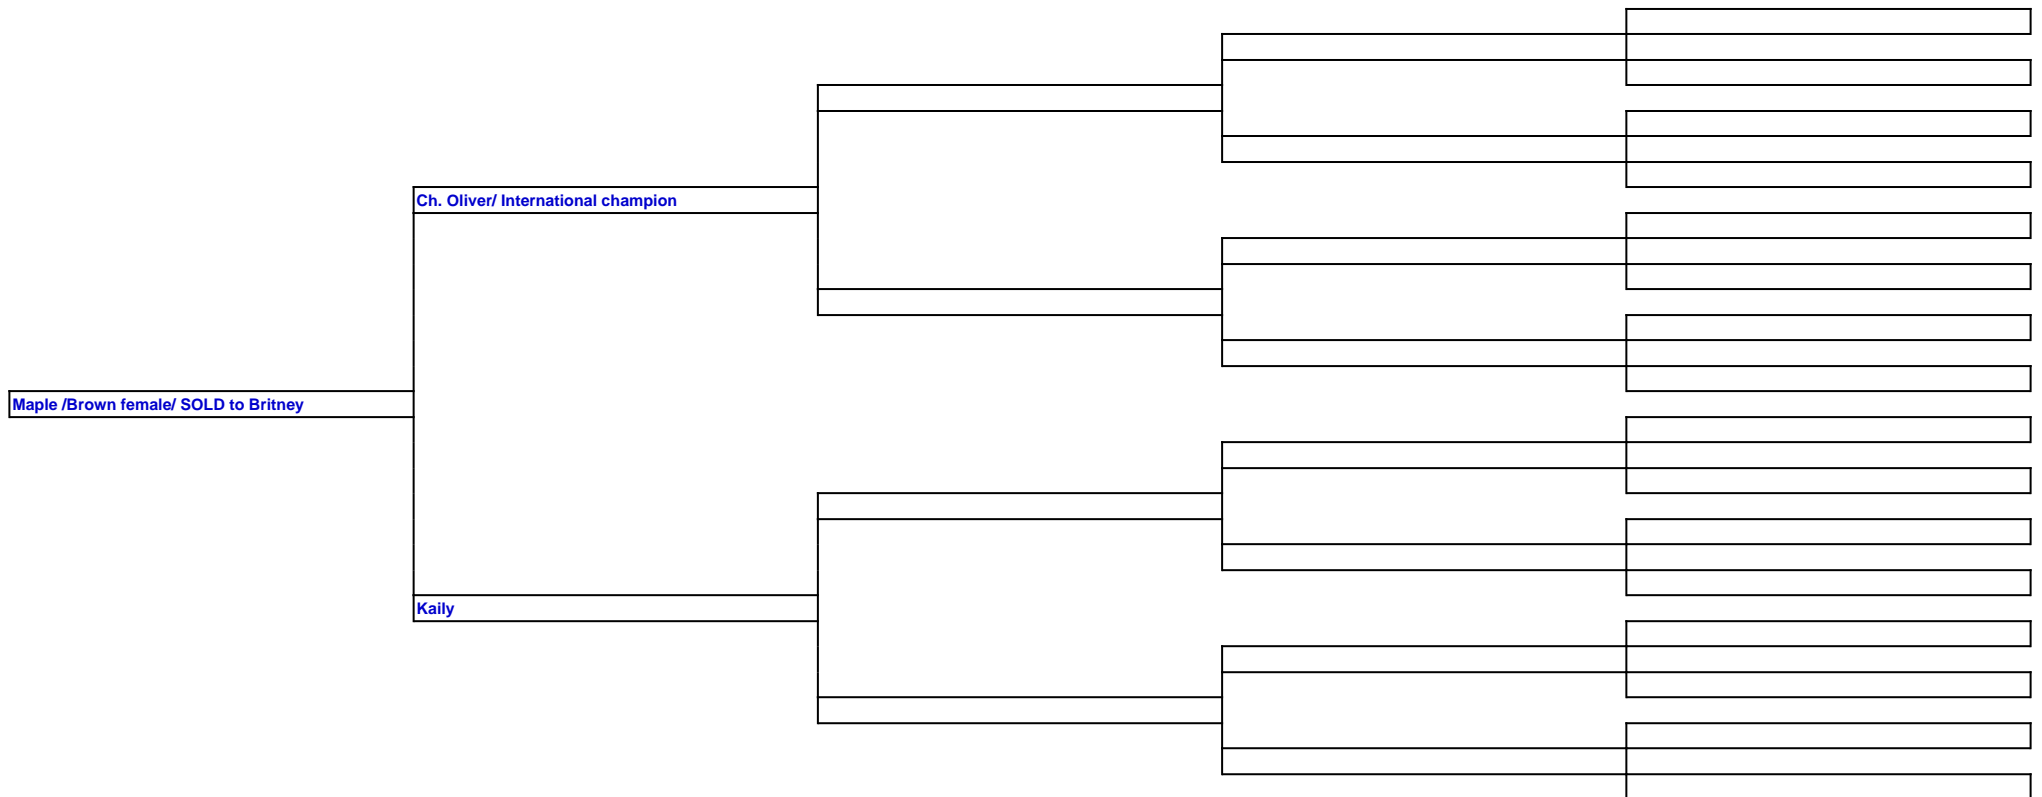 Ch. Oliver/ International champion
Maple /Brown female/ SOLD to Britney
Kaily